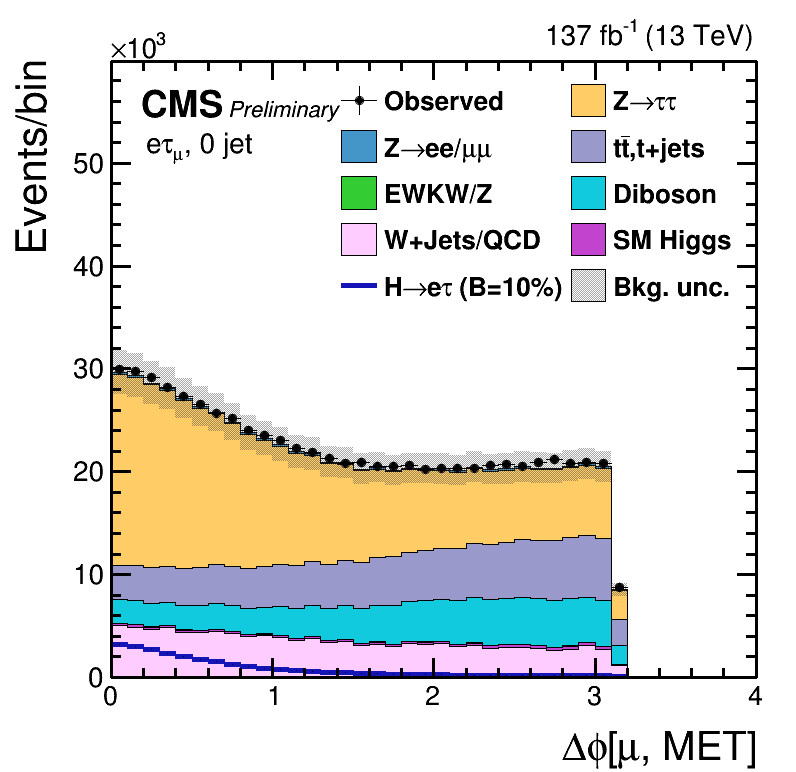 ×10³
137 fb⁻¹ (13 TeV)
Events/bin
CMS Preliminary
eτμ, 0 jet
Observed
Z→ττ
Z→ee/μμ
tt̄,t+jets
EWKW/Z
Diboson
W+Jets/QCD
SM Higgs
H→eτ (B=10%)
Bkg. unc.
50
40
30
20
10
0
0 1 2 3 4
Δϕ[μ, MET]